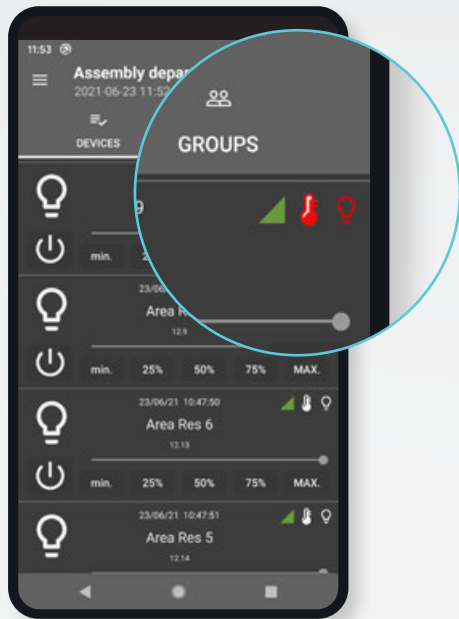 11:53
Assembly depar
2021-06-23 11:52
DEVICES
GROUPS
9
min.
23/06/
Area R
12.9
min. 25% 50% 75% MAX.
23/06/21 10:47:50
Area Res 6
12.13
min. 25% 50% 75% MAX.
23/06/21 10:47:51
Area Res 5
12.14